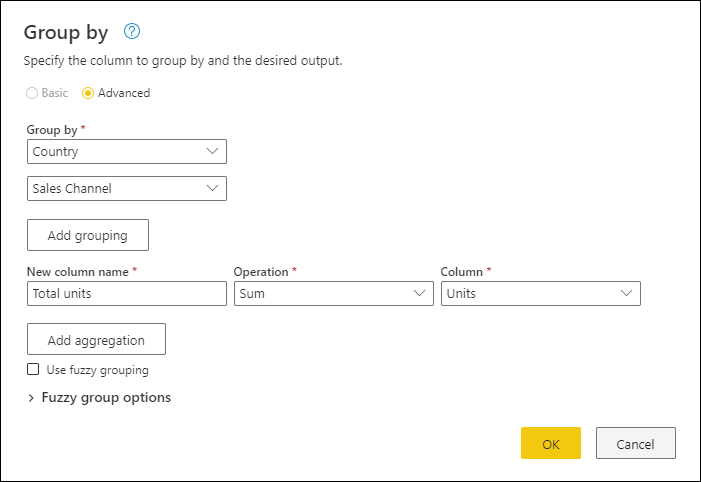 Group by ?
Specify the column to group by and the desired output.
Basic Advanced
Group by *
Country
Sales Channel
Add grouping
New column name * Operation * Column *
Total units Sum Units
Add aggregation
Use fuzzy grouping
Fuzzy group options
OK Cancel